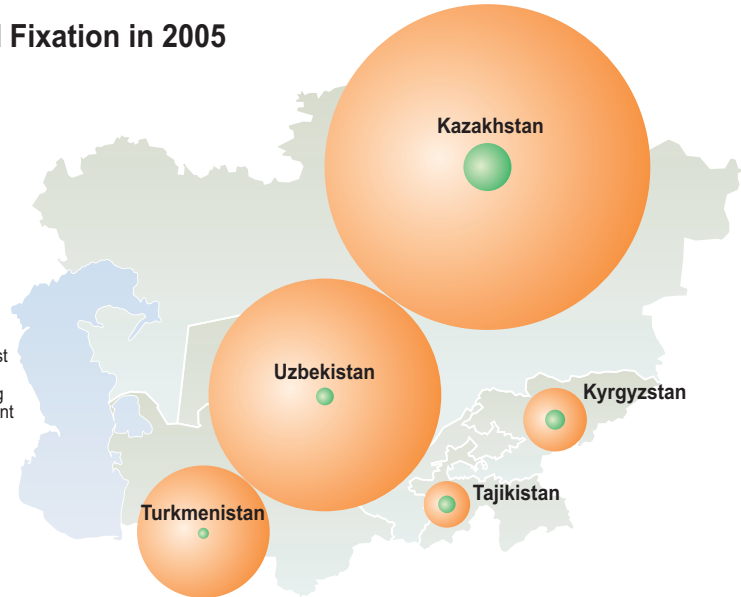 Fixation in 2005
Kazakhstan
Uzbekistan
Kyrgyzstan
Tajikistan
Turkmenistan